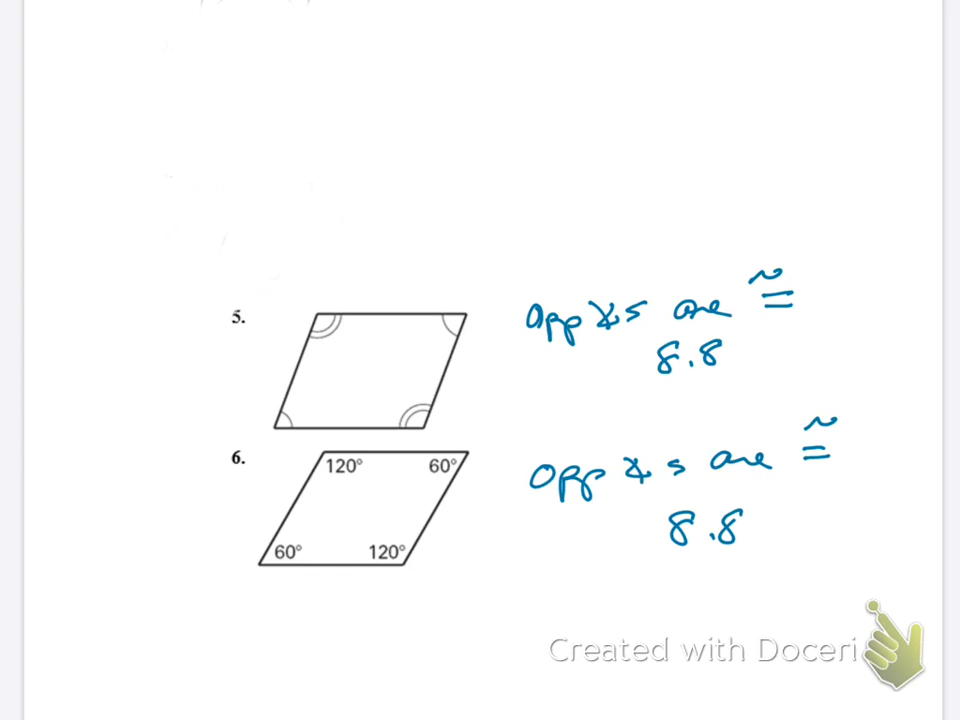 5.
opp ∡s are ≅
8.8
6.
120° 60°
60° 120°
opp ∡s are ≅
8.8
Created with Doceri